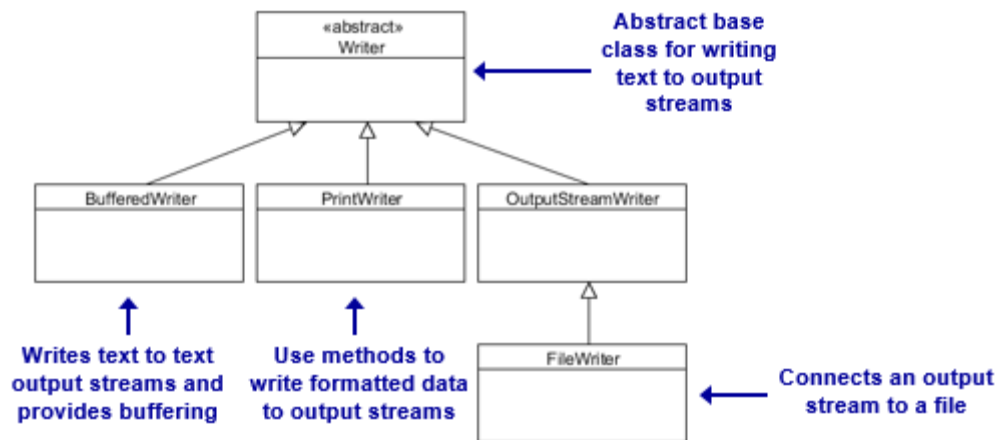 «abstract»
Writer
Abstract base
class for writing
text to output
streams
BufferedWriter
PrintWriter
OutputStreamWriter
Writes text to text
output streams and
provides buffering
Use methods to
write formatted data
to output streams
FileWriter
Connects an output
stream to a file